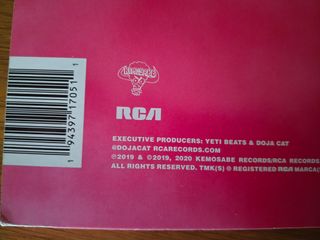 KEMOSABE
RCA
EXECUTIVE PRODUCERS: YETI BEATS & DOJA CAT
@DOJACAT RCARECORDS.COM
℗2019 & ©2019, 2020 KEMOSABE RECORDS/RCA RECORDS
ALL RIGHTS RESERVED. TMK(S) ® REGISTERED RCA MARCA(
1 94397 17051 1